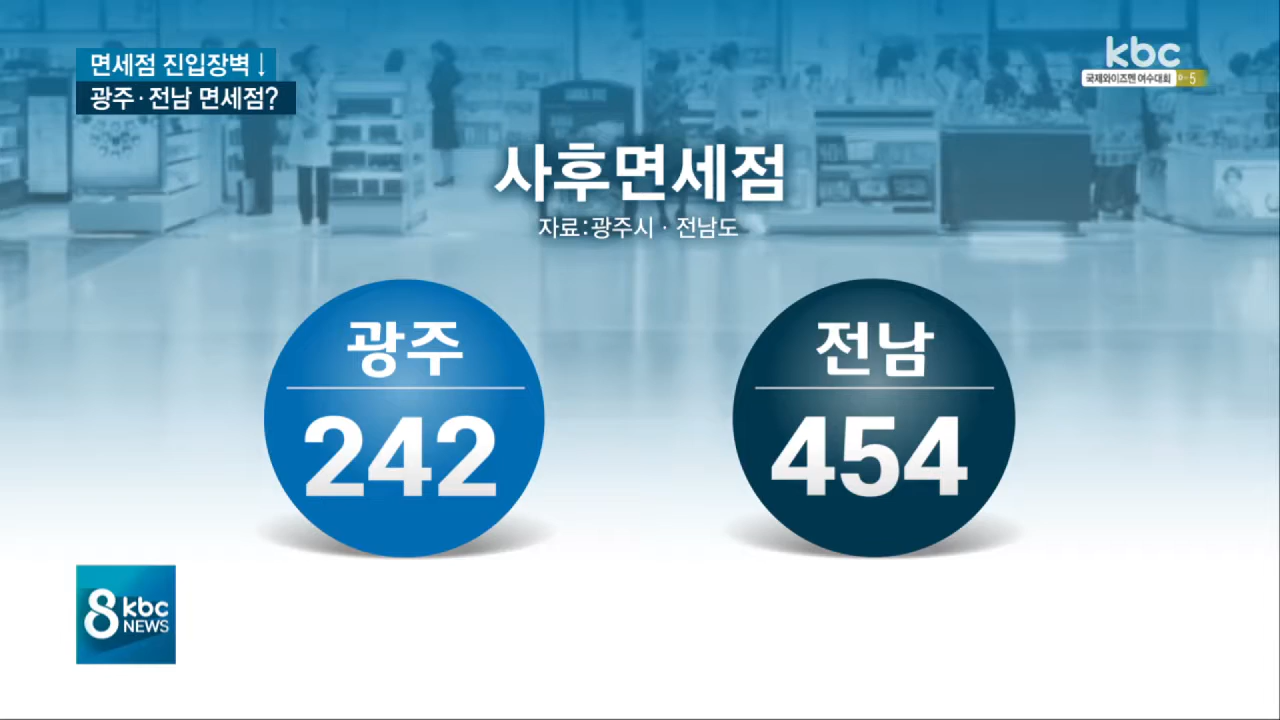 면세점 진입장벽↓
광주·전남 면세점?
kbc
국제와이즈멘 여수대회 D-5
사후면세점
자료:광주시·전남도
광주
242
전남
454
8 kbc
NEWS